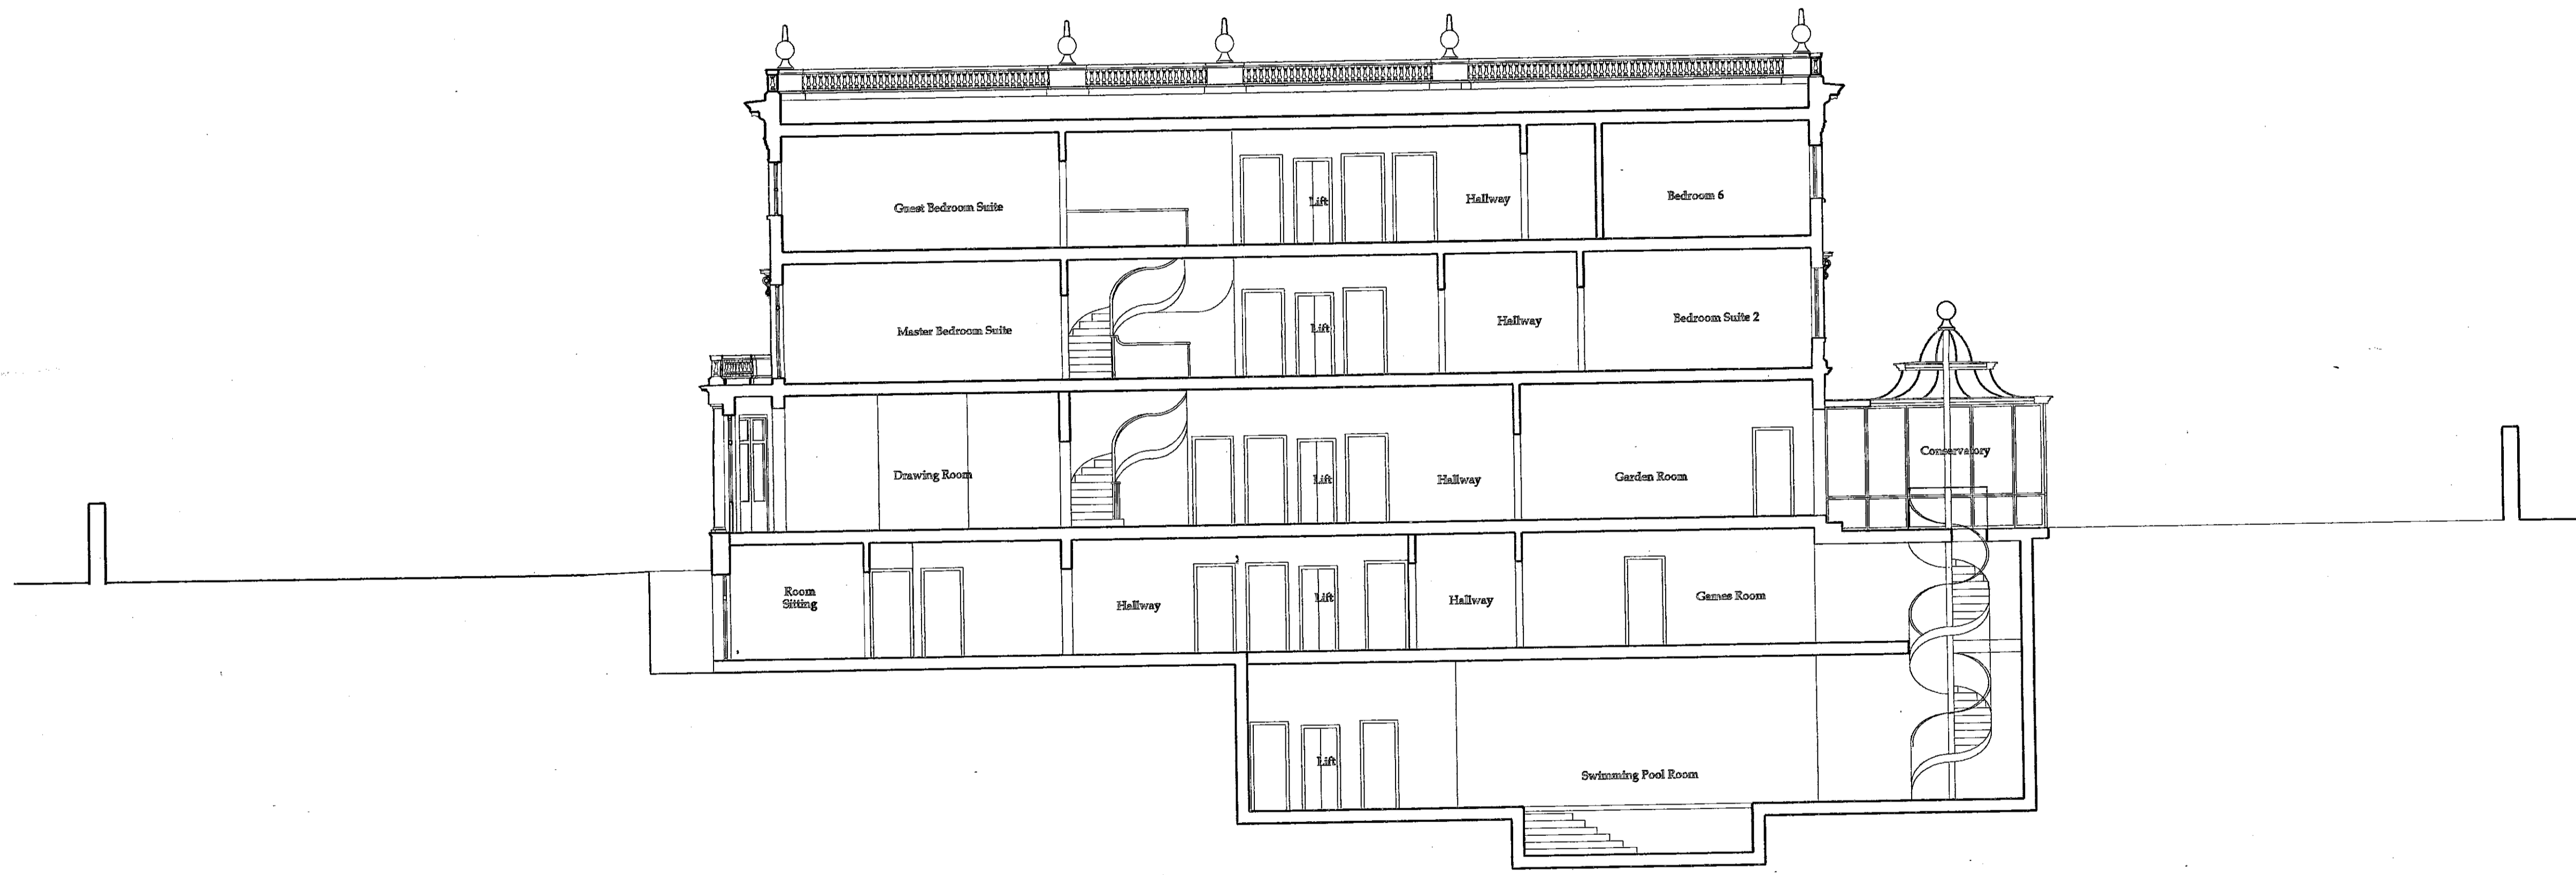 Guest Bedroom Suite
Lift
Hallway
Bedroom 6
Master Bedroom Suite
Lift
Hallway
Bedroom Suite 2
Drawing Room
Lift
Hallway
Garden Room
Conservatory
Room
Sitting
Hallway
Lift
Hallway
Games Room
Lift
Swimming Pool Room